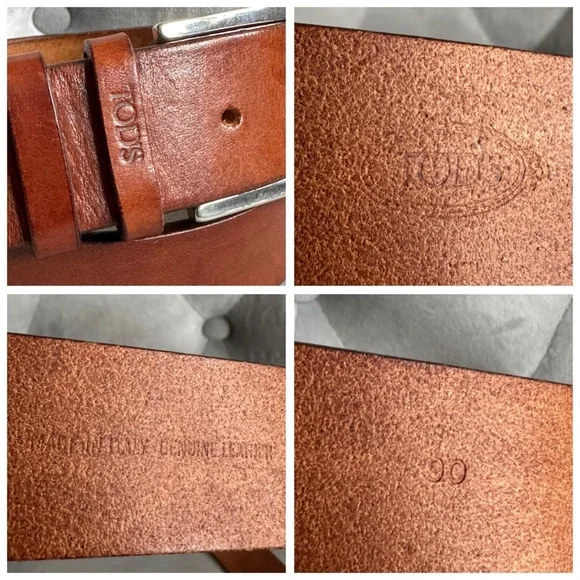 TOD'S
TOD'S
MADE IN ITALY GENUINE LEATHER
90